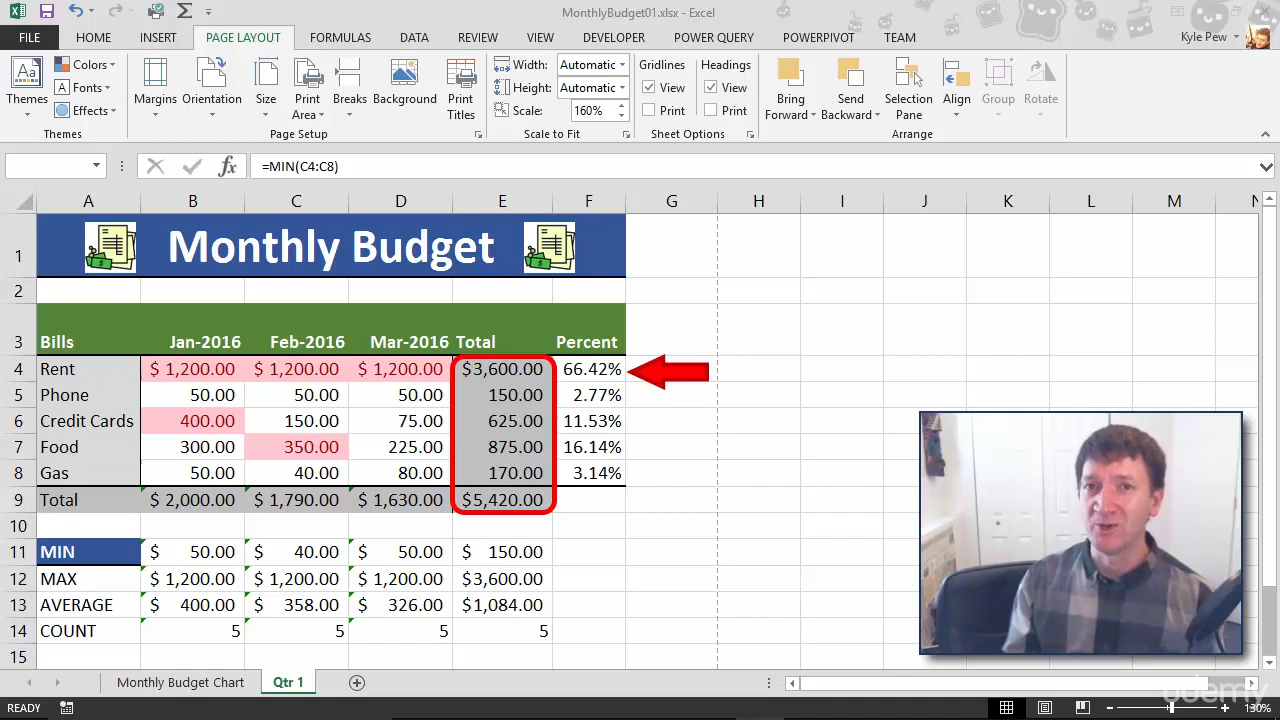 MonthlyBudget01.xlsx - Excel
FILE HOME INSERT PAGE LAYOUT FORMULAS DATA REVIEW VIEW DEVELOPER POWER QUERY POWERPIVOT TEAM Kyle Pew
Themes Colors Fonts Effects Margins Orientation Size Print Area Breaks Background Print Titles Width: Automatic Height: Automatic Scale: 160% Gridlines View Print Headings View Print Bring Forward Send Backward Selection Pane Align Group Rotate
Themes Page Setup Scale to Fit Sheet Options Arrange
fx =MIN(C4:C8)
A B C D E F G H I J K L M N
1 Monthly Budget
2
3 Bills Jan-2016 Feb-2016 Mar-2016 Total Percent
4 Rent $ 1,200.00 $ 1,200.00 $ 1,200.00 $3,600.00 66.42%
5 Phone 50.00 50.00 50.00 150.00 2.77%
6 Credit Cards 400.00 150.00 75.00 625.00 11.53%
7 Food 300.00 350.00 225.00 875.00 16.14%
8 Gas 50.00 40.00 80.00 170.00 3.14%
9 Total $ 2,000.00 $ 1,790.00 $ 1,630.00 $5,420.00
10
11 MIN $ 50.00 $ 40.00 $ 50.00 $ 150.00
12 MAX $ 1,200.00 $ 1,200.00 $ 1,200.00 $3,600.00
13 AVERAGE $ 400.00 $ 358.00 $ 326.00 $1,084.00
14 COUNT 5 5 5 5
15
Monthly Budget Chart Qtr 1
udemy
READY 130%